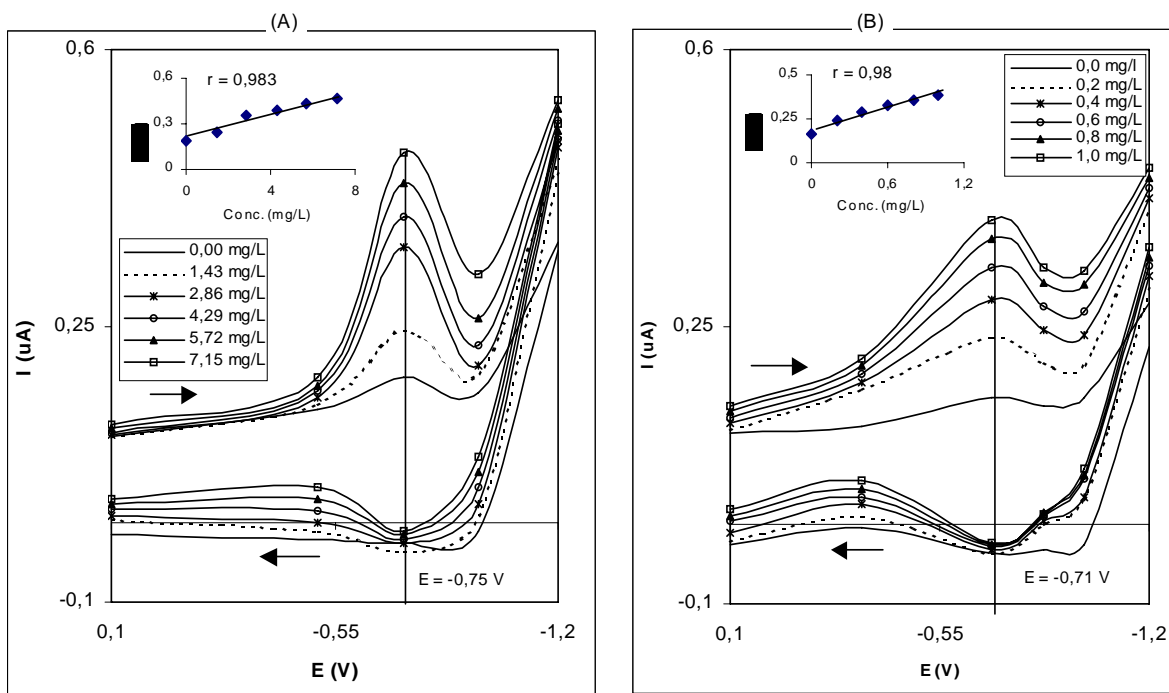 (A)
0,6
0,25
-0,1
I (uA)
0,1
-0,55
-1,2
E (V)
r = 0,983
0,6
0,3
0
0
4
8
Conc. (mg/L)
0,00 mg/L
1,43 mg/L
2,86 mg/L
4,29 mg/L
5,72 mg/L
7,15 mg/L
E = -0,75 V
(B)
0,6
0,25
-0,1
I (uA)
0,1
-0,55
-1,2
E (V)
r = 0,98
0,5
0,3
0
0
0,6
1,2
Conc. (mg/L)
0,0 mg/l
0,2 mg/L
0,4 mg/L
0,6 mg/L
0,8 mg/L
1,0 mg/L
E = -0,71 V